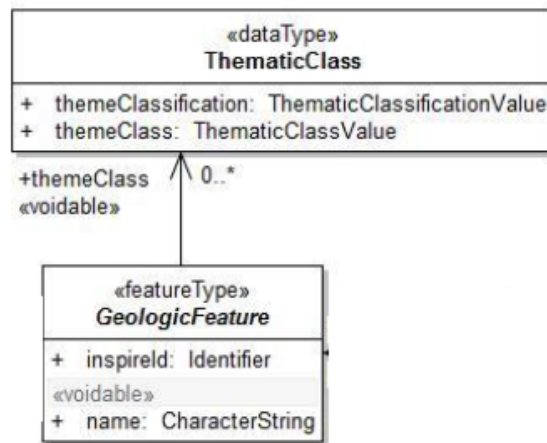 «dataType»
ThematicClass
+ themeClassification: ThematicClassificationValue
+ themeClass: ThematicClassValue
+themeClass 0..*
«voidable»
«featureType»
GeologicFeature
+ inspireId: Identifier
«voidable»
+ name: CharacterString